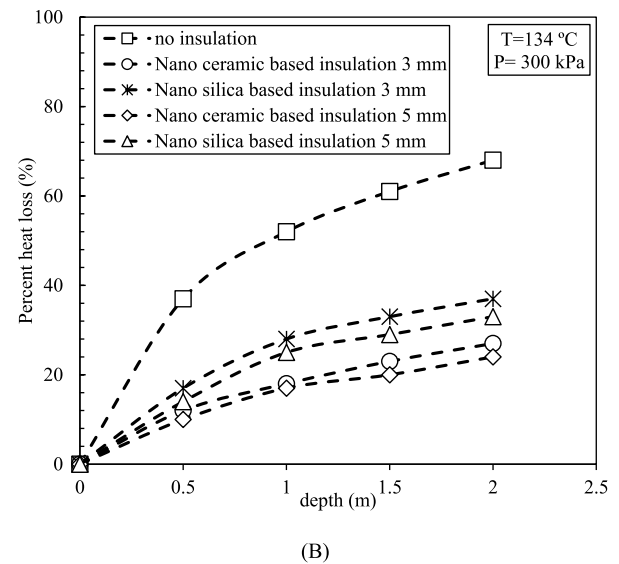 100
80
60
40
20
0
Percent heat loss (%)
no insulation
Nano ceramic based insulation 3 mm
Nano silica based insulation 3 mm
Nano ceramic based insulation 5 mm
Nano silica based insulation 5 mm
T=134 ºC
P= 300 kPa
0 0.5 1 1.5 2 2.5
depth (m)
(B)